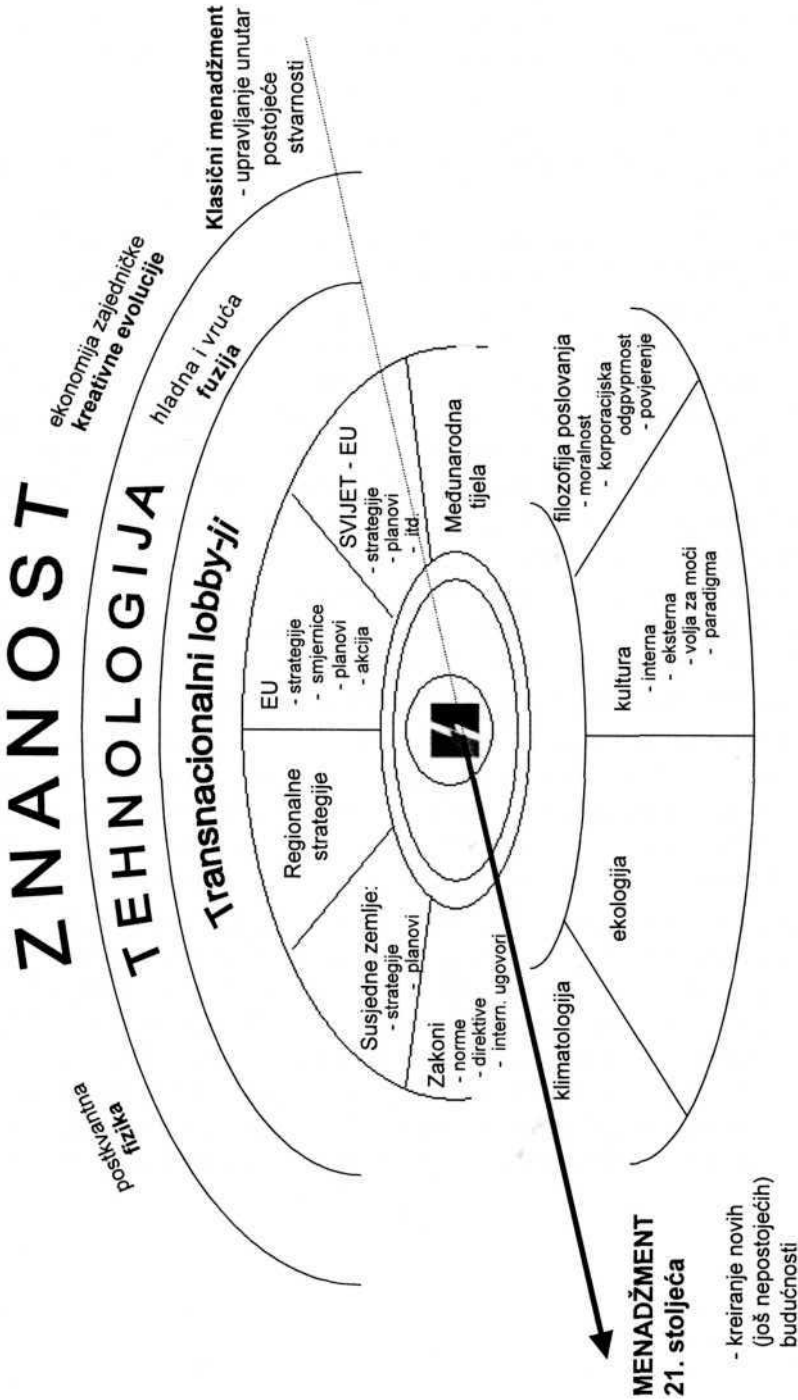 ZNANOST
ekonomija zajedničke
kreativne evolucije
Postkvantna
fizika
TEHNOLOGIJA
hladna i vruća
fuzija
Klasični menadžment
- upravljanje unutar
postojeće
stvarnosti
Transnacionalni lobby-ji
Susjedne zemlje:
- strategije
- planovi
Regionalne
strategije
EU
- strategije
- smjernice
- planovi
- akcija
SVIJET - EU
- strategije
- planovi
- itd.
Zakoni
- norme
- direktive
- intern. ugovori
Međunarodna
tijela
klimatologija
ekologija
kultura
- interna
- eksterna
- volja za moći
- paradigma
filozofija poslovanja
- moralnost
- korporacijska
odgpvprnost
- povjerenje
MENADŽMENT
21. stoljeća
- kreiranje novih
(još nepostojećih)
budućnosti